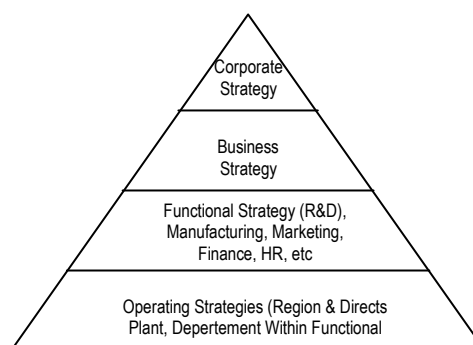 Corporate
Strategy
Business
Strategy
Functional Strategy (R&D),
Manufacturing, Marketing,
Finance, HR, etc
Operating Strategies (Region & Directs
Plant, Depertement Within Functional